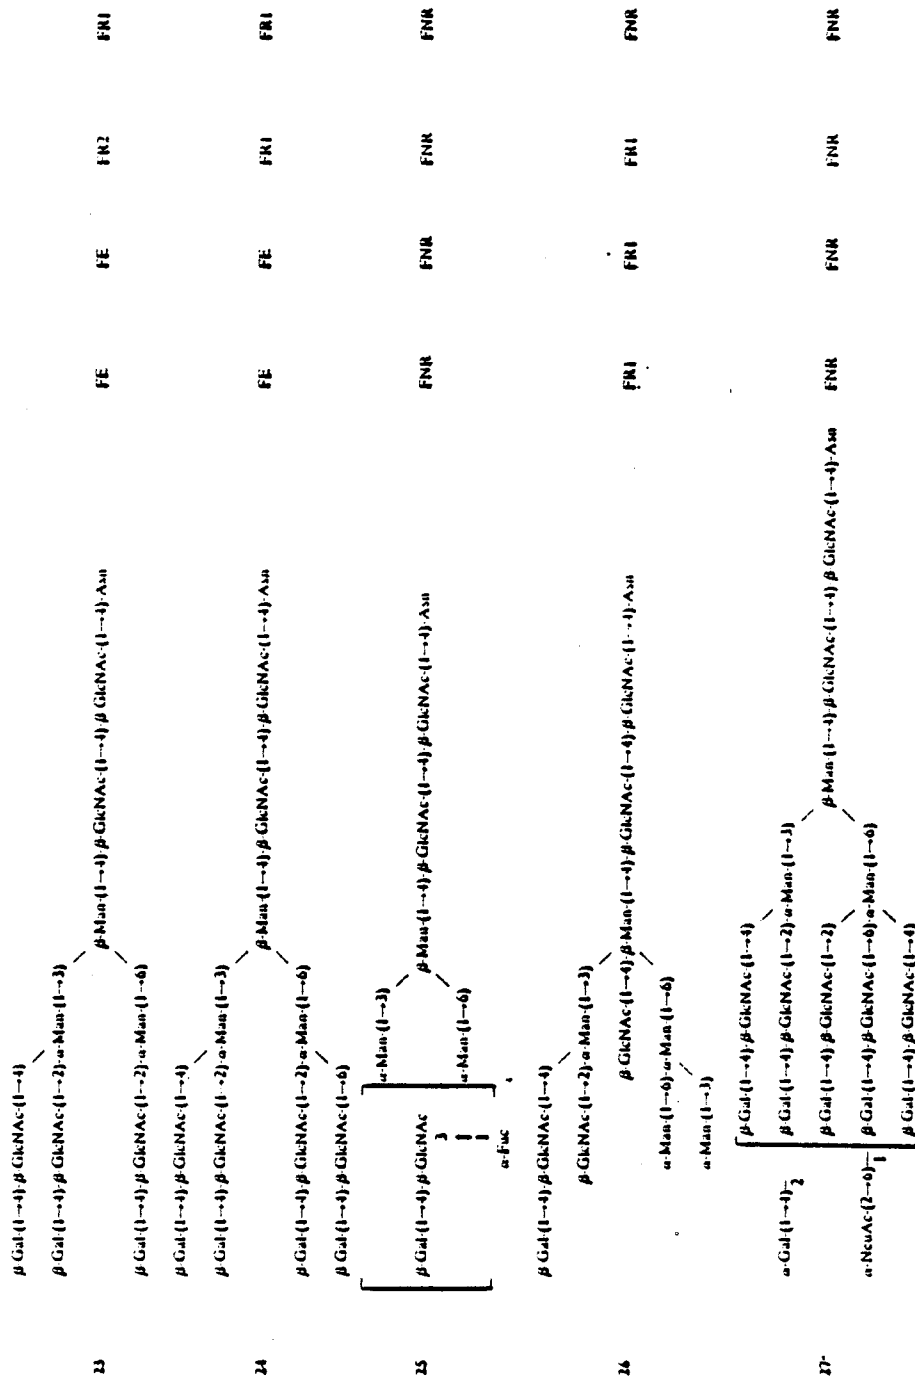 β-Gal-(1→4)-β-GlcNAc-(1→4)
β-Gal-(1→4)-β-GlcNAc-(1→2)-α-Man-(1→3)
23 β-Man-(1→4)-β-GlcNAc-(1→4)-β-GlcNAc-(1→4)-Asn FE FE FR2 FR1
β-Gal-(1→4)-β-GlcNAc-(1→2)-α-Man-(1→6)
β-Gal-(1→4)-β-GlcNAc-(1→4)
β-Gal-(1→4)-β-GlcNAc-(1→2)-α-Man-(1→3)
24 β-Man-(1→4)-β-GlcNAc-(1→4)-β-GlcNAc-(1→4)-Asn FE FE FR1 FR1
β-Gal-(1→4)-β-GlcNAc-(1→2)-α-Man-(1→6)
β-Gal-(1→4)-β-GlcNAc-(1→6)
α-Man-(1→3)
25 β-Gal-(1→4)-β-GlcNAc β-Man-(1→4)-β-GlcNAc-(1→4)-β-GlcNAc-(1→4)-Asn FNR FNR FNR FNR
3
α-Man-(1→6)
α-Fuc
β-Gal-(1→4)-β-GlcNAc-(1→4)
β-GlcNAc-(1→2)-α-Man-(1→3)
26 β-GlcNAc-(1→4)-β-Man-(1→4)-β-GlcNAc-(1→4)-β-GlcNAc-(1→4)-Asn FR1 FR1 FR1 FNR
α-Man-(1→6)-α-Man-(1→6)
α-Man-(1→3)
β-Gal-(1→4)-β-GlcNAc-(1→4)
α-Gal-(1→4) 2 β-Gal-(1→4)-β-GlcNAc-(1→2)-α-Man-(1→3)
27 β-Gal-(1→4)-β-GlcNAc-(1→2) β-Man-(1→4)-β-GlcNAc-(1→4)-β-GlcNAc-(1→4)-Asn FNR FNR FNR FNR
α-NeuAc-(2→6) 1 β-Gal-(1→4)-β-GlcNAc-(1→6)-α-Man-(1→6)
β-Gal-(1→4)-β-GlcNAc-(1→4)